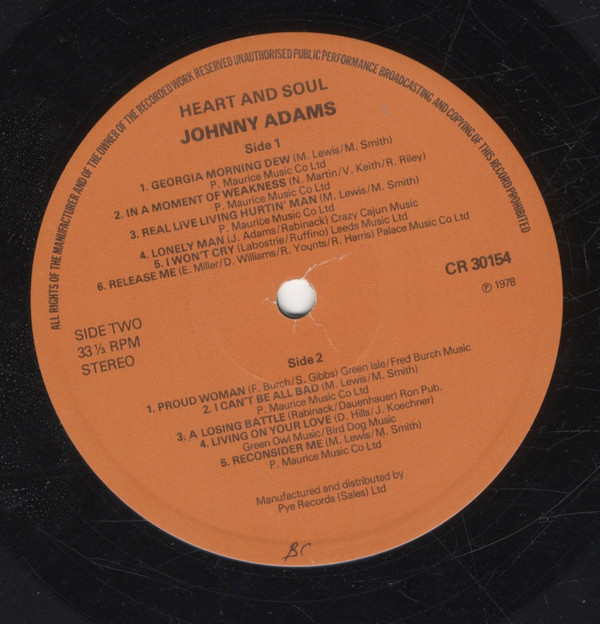 ALL RIGHTS OF THE MANUFACTURER AND OF THE OWNER OF THE RECORDED WORK RESERVED UNAUTHORISED PUBLIC PERFORMANCE BROADCASTING AND COPYING OF THIS RECORD PROHIBITED
HEART AND SOUL
JOHNNY ADAMS
Side 1
1. GEORGIA MORNING DEW (M. Lewis/M. Smith)
P. Maurice Music Co Ltd
2. IN A MOMENT OF WEAKNESS (N. Martin/V. Keith/R. Riley)
P. Maurice Music Co Ltd
3. REAL LIVE LIVING HURTIN' MAN (M. Lewis/M. Smith)
P. Maurice Music Co Ltd
4. LONELY MAN (J. Adams/Rabinack) Crazy Cajun Music
5. I WON'T CRY (Labostrie/Ruffino) Leeds Music Ltd
6. RELEASE ME (E. Miller/D. Williams/R. Younts/R. Harris) Palace Music Co Ltd
CR 30154
℗ 1978
SIDE TWO
33⅓ RPM
STEREO
Side 2
1. PROUD WOMAN (F. Burch/S. Gibbs) Green Isle/Fred Burch Music
2. I CAN'T BE ALL BAD (M. Lewis/M. Smith)
P. Maurice Music Co Ltd
3. A LOSING BATTLE (Rabinack/Dauenhauer) Ron Pub.
4. LIVING ON YOUR LOVE (D. Hills/J. Koechner)
Green Owl Music/Bird Dog Music
5. RECONSIDER ME (M. Lewis/M. Smith)
P. Maurice Music Co Ltd
Manufactured and distributed by
Pye Records (Sales) Ltd